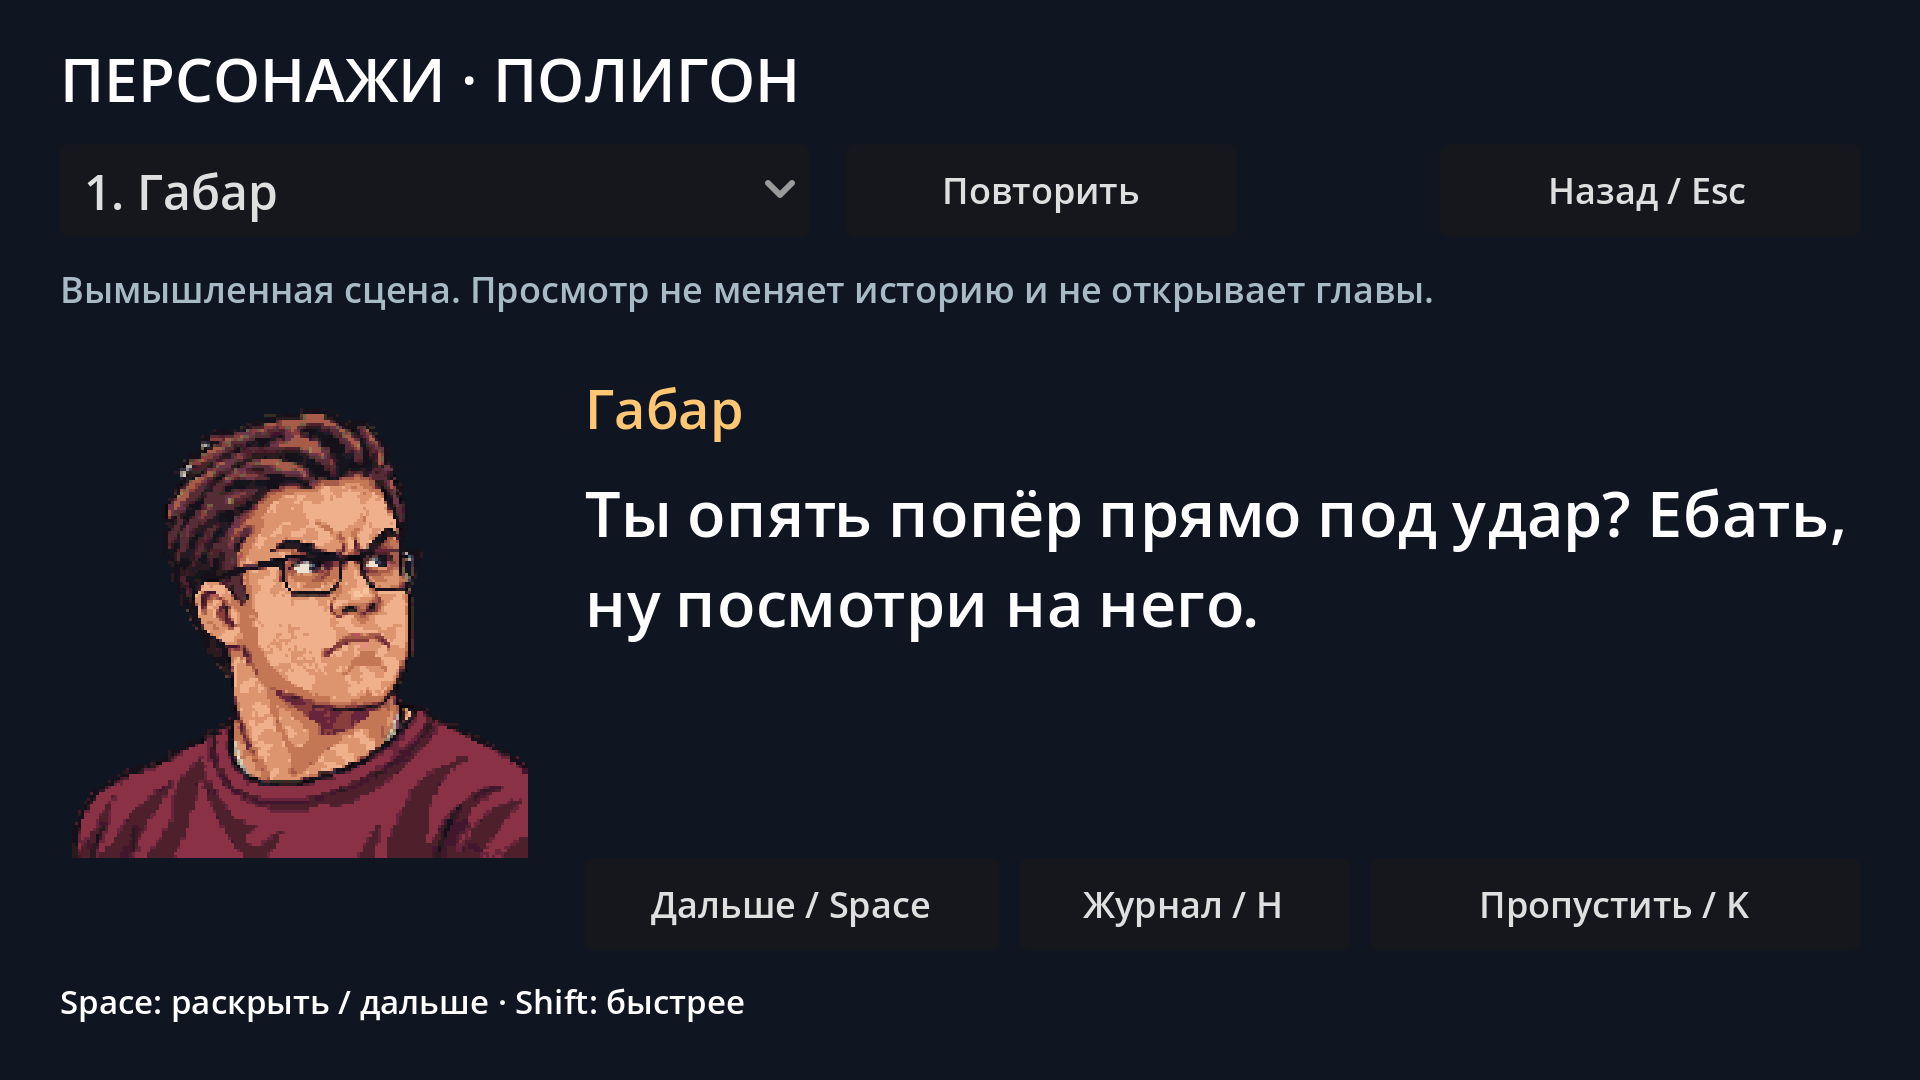 ПЕРСОНАЖИ · ПОЛИГОН
1. Габар
Повторить
Назад / Esc
Вымышленная сцена. Просмотр не меняет историю и не открывает главы.
Габар
Ты опять попёр прямо под удар? Ебать,
ну посмотри на него.
Дальше / Space
Журнал / H
Пропустить / K
Space: раскрыть / дальше · Shift: быстрее